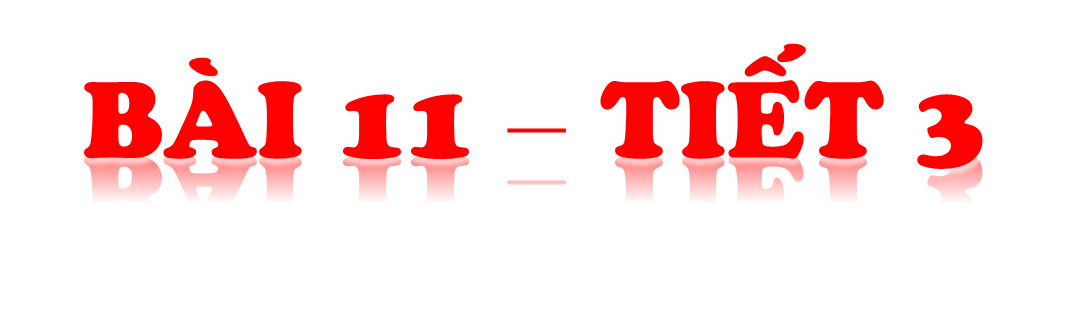 BÀI 11 – TIẾT 3